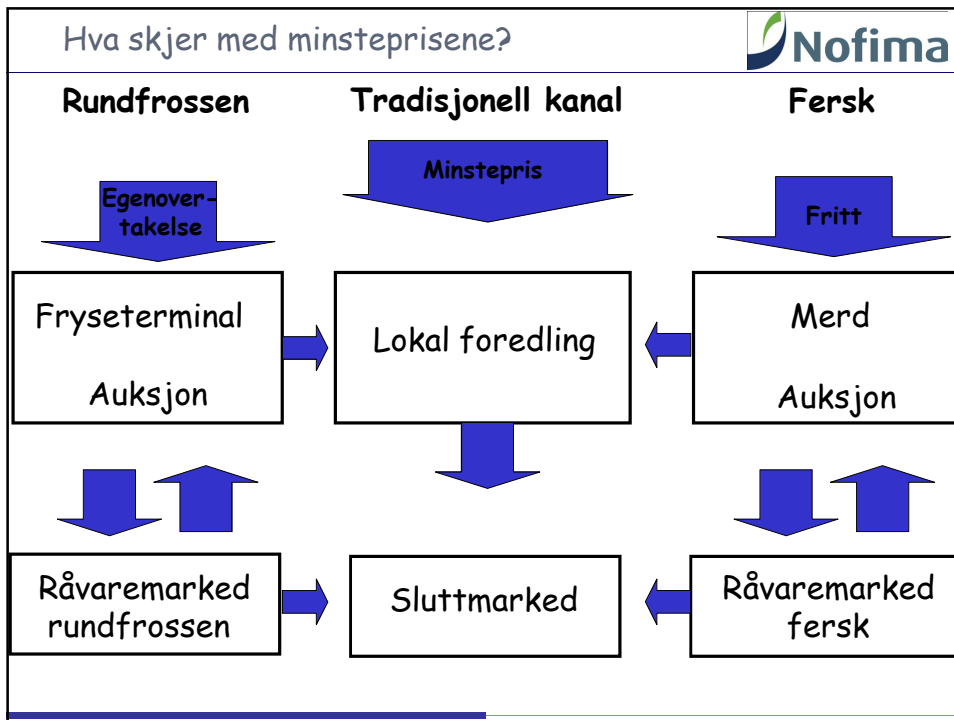 Hva skjer med minsteprisene?
Nofima
Rundfrossen
Tradisjonell kanal
Fersk
Egenover-
takelse
Minstepris
Fritt
Fryseterminal
Auksjon
Lokal foredling
Merd
Auksjon
Råvaremarked
rundfrossen
Sluttmarked
Råvaremarked
fersk